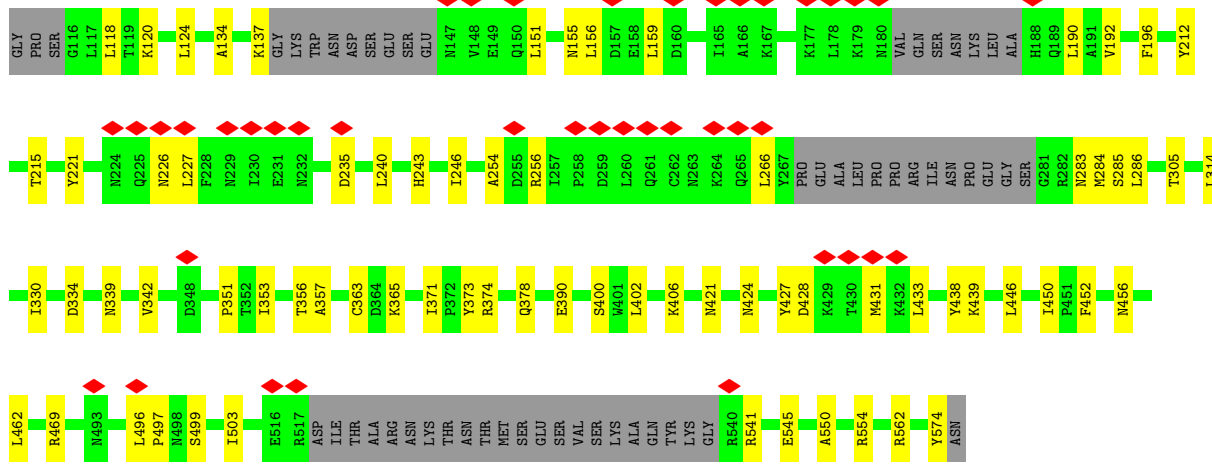 GLY PRO SER G116 L117 L118 T119 K120 L124 A134 K137 GLY LYS TRP ASN ASP SER GLU SER GLU N147 V148 E149 Q150 L151 N155 L156 D157 E158 L159 D160 I165 A166 K167 K177 L178 K179 N180 VAL GLN SER ASN LYS LEU ALA H188 Q189 L190 A191 V192 F196 Y212
T215 Y221 N224 Q225 N226 L227 F228 N229 I230 E231 N232 D235 L240 H243 I246 A254 D255 R256 I257 P258 D259 L260 Q261 C262 N263 K264 Q265 L266 Y267 PRO GLU ALA LEU PRO PRO ARG ILE ASN PRO GLU GLY SER G281 R282 N283 M284 S285 L286 T305 L314
I330 D334 N339 V342 D348 P351 T352 I353 T356 A357 C363 D364 K365 I371 P372 Y373 R374 Q378 E390 S400 W401 L402 K406 N421 N424 Y427 D428 K429 T430 M431 K432 L433 Y438 K439 L446 I450 P451 F452 N456
L462 R469 N493 L496 P497 N498 S499 I503 E516 R517 ASP ILE THR ALA ARG ASN LYS THR ASN THR MET SER GLU SER VAL SER LYS ALA GLN TYR LYS GLY R540 R541 E545 A550 R554 R562 Y574 ASN